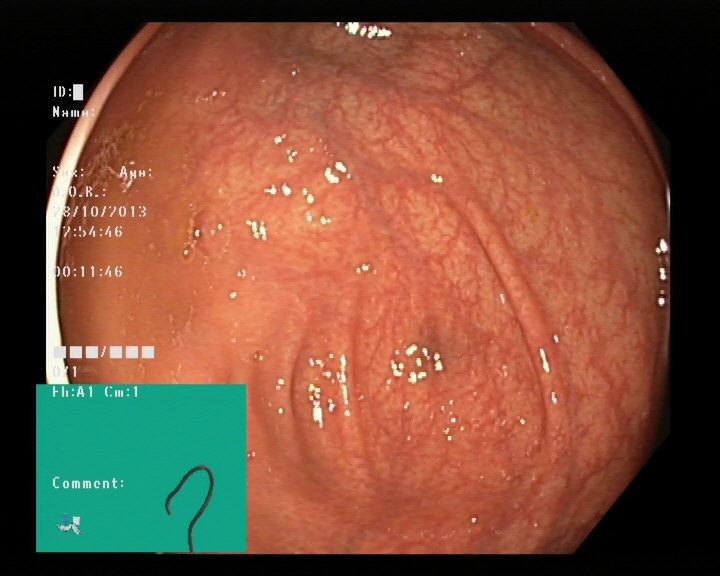 ID:
Name:
Sex: Age:
D.O.B.:
28/10/2013
12:54:46
00:11:46
/
0/1
Eh:A1 Cm:1
Comment: